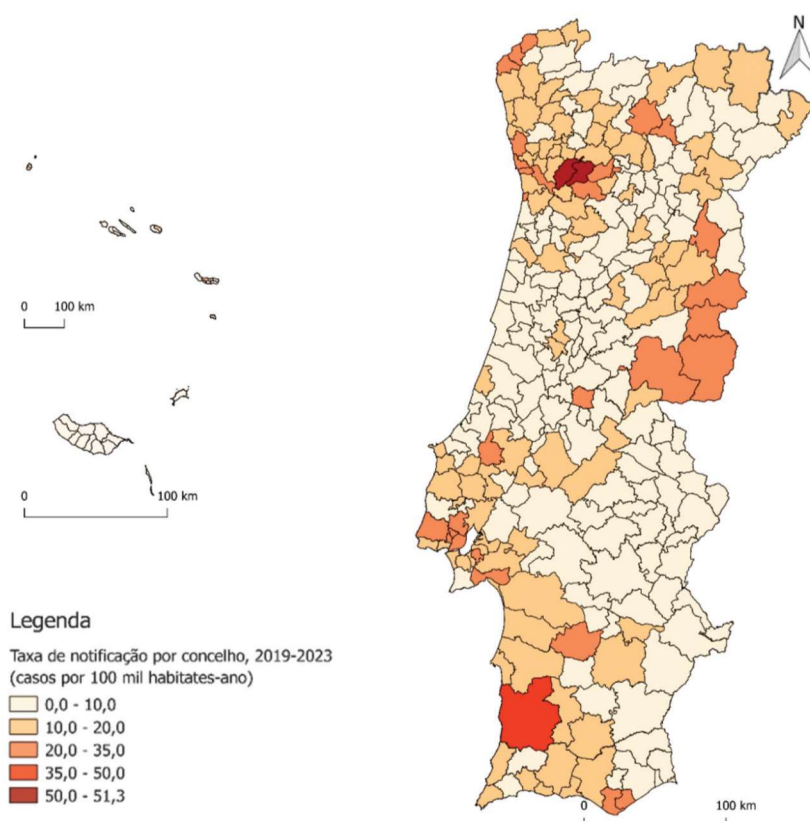 N
0 100 km
0 100 km
Legenda
Taxa de notificação por concelho, 2019-2023
(casos por 100 mil habitates-ano)
0,0 - 10,0
10,0 - 20,0
20,0 - 35,0
35,0 - 50,0
50,0 - 51,3
0 100 km